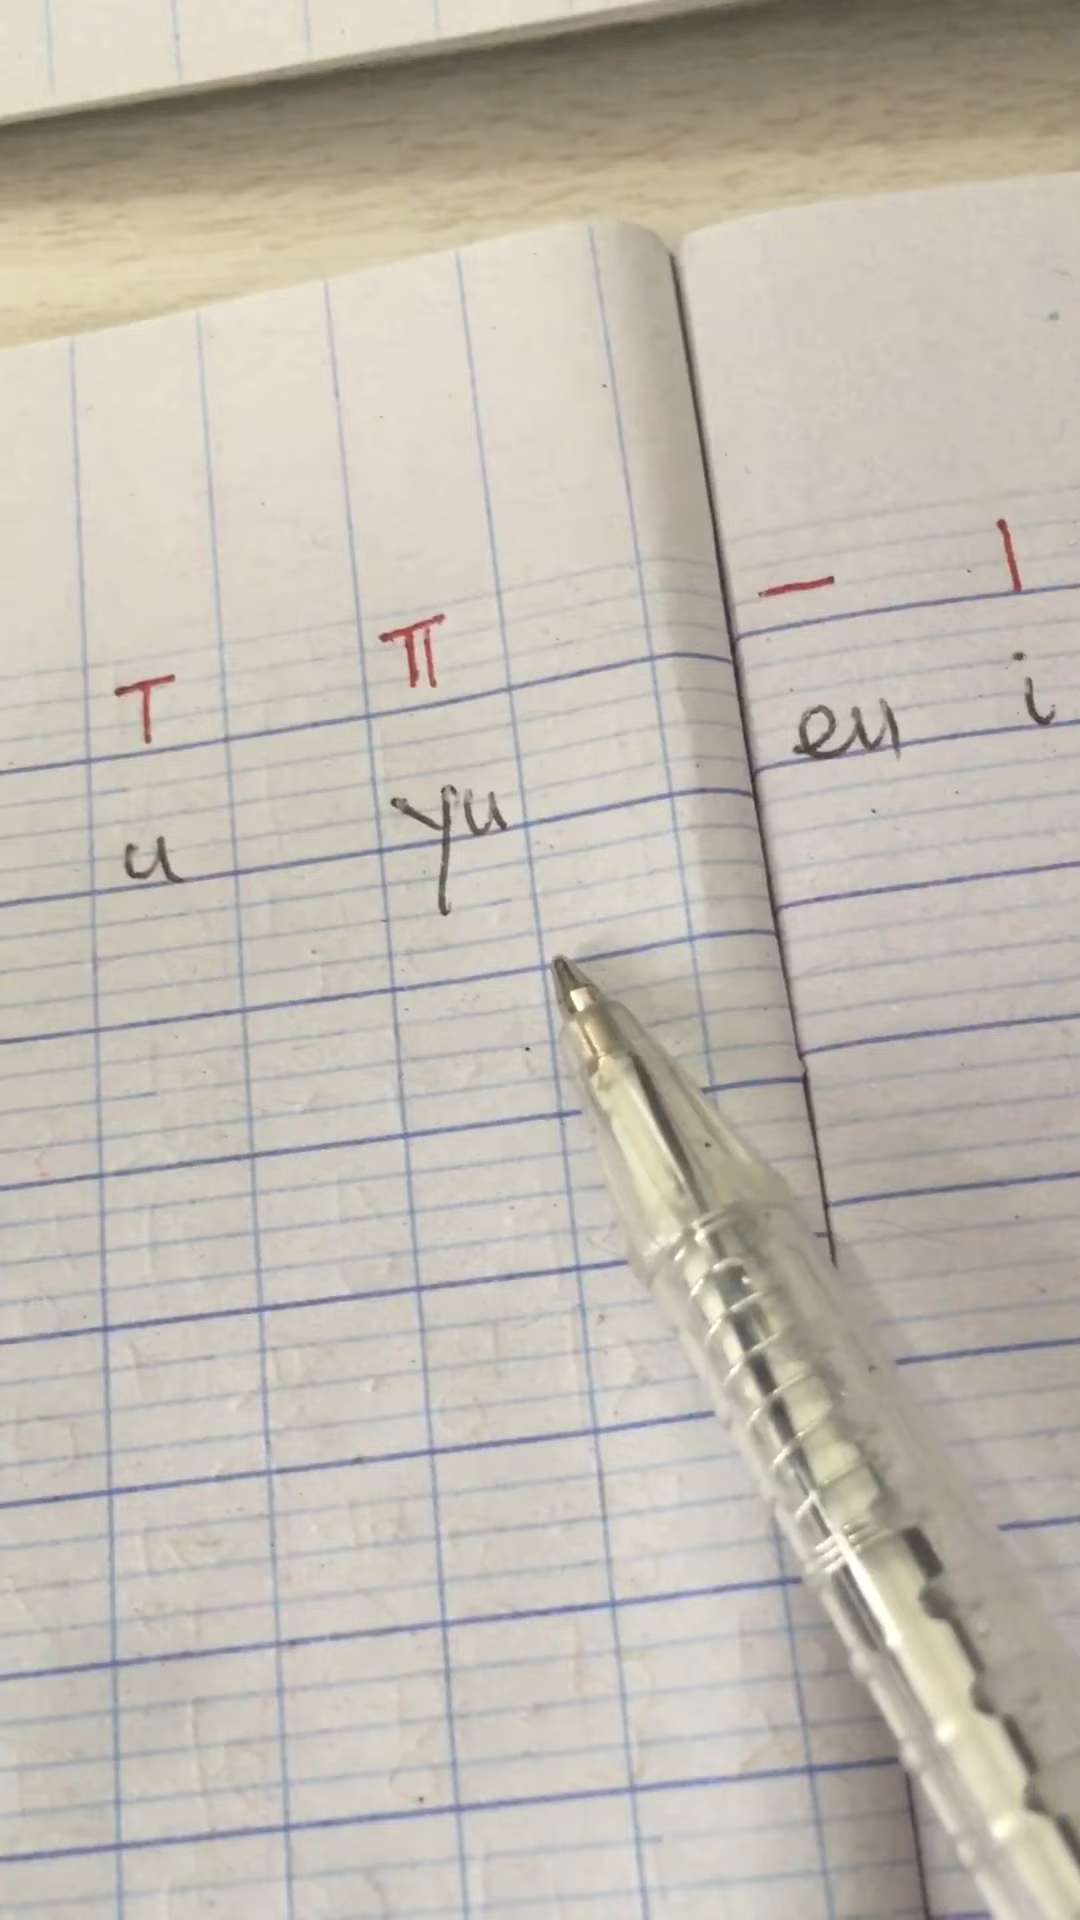 ㅜ ㅠ ㅡ ㅣ
u yu eu i